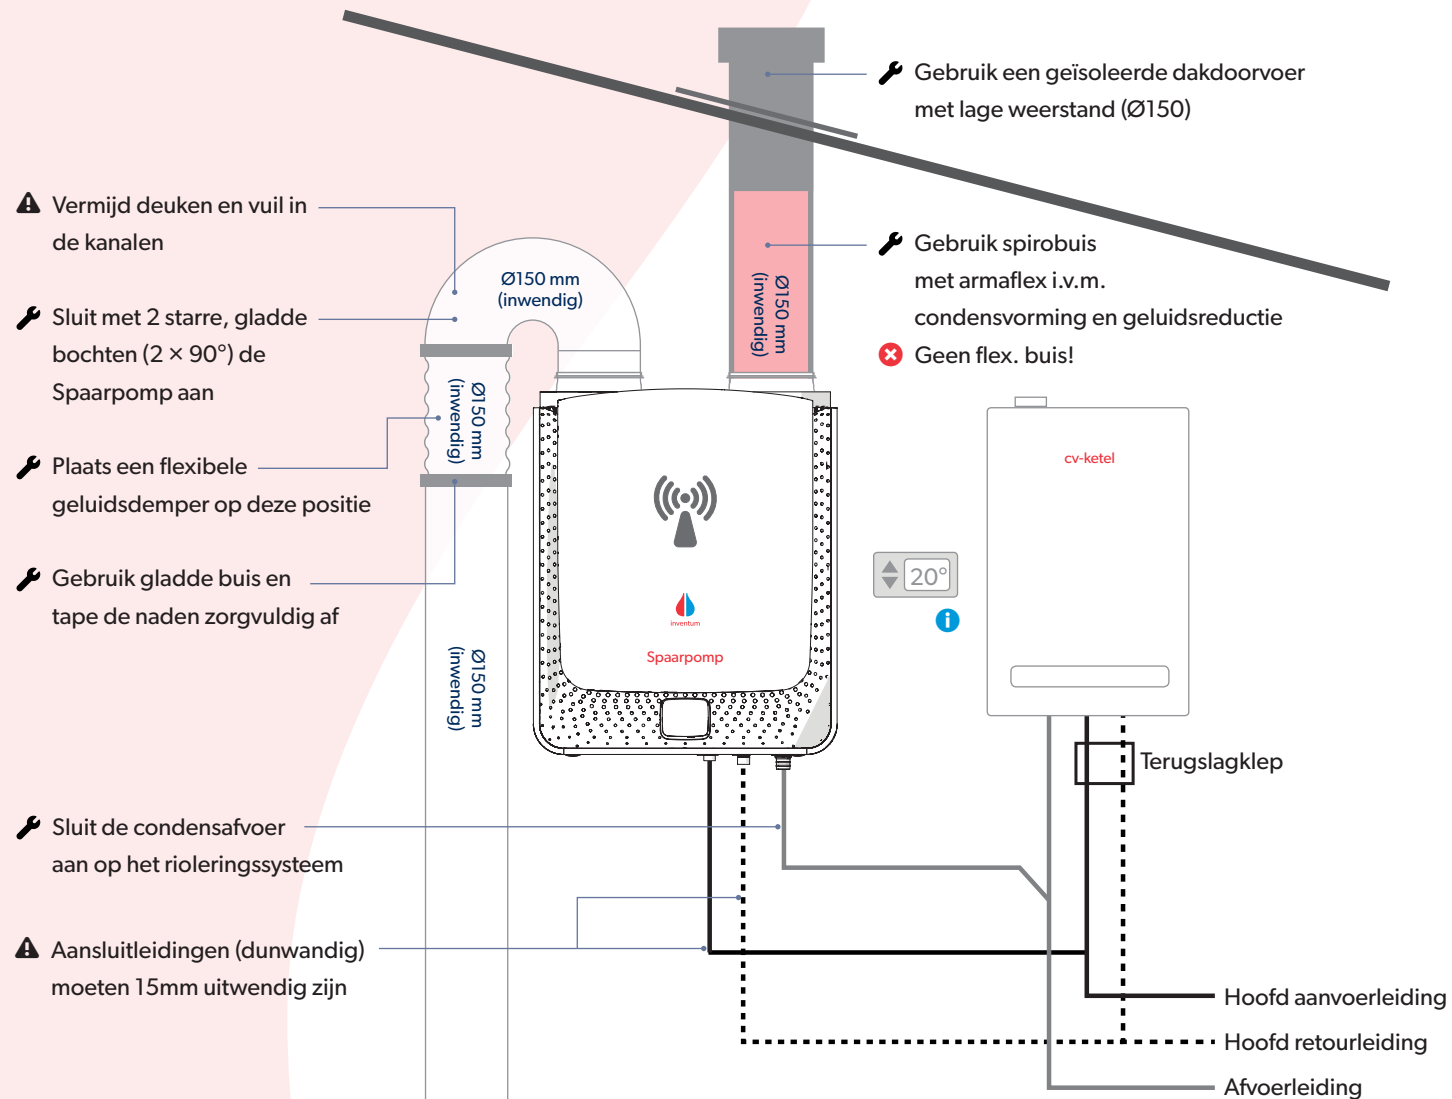 Gebruik een geïsoleerde dakdoorvoer
met lage weerstand (Ø150)
Vermijd deuken en vuil in
de kanalen
Gebruik spirobuis
met armaflex i.v.m.
condensvorming en geluidsreductie
Geen flex. buis!
Ø150 mm
(inwendig)
Ø150 mm
(inwendig)
Sluit met 2 starre, gladde
bochten (2 × 90°) de
Spaarpomp aan
Ø150 mm
(inwendig)
Plaats een flexibele
geluidsdemper op deze positie
cv-ketel
Gebruik gladde buis en
tape de naden zorgvuldig af
20°
i
inventum
Spaarpomp
Ø150 mm
(inwendig)
Terugslagklep
Sluit de condensafvoer
aan op het rioleringssysteem
Aansluitleidingen (dunwandig)
moeten 15mm uitwendig zijn
Hoofd aanvoerleiding
Hoofd retourleiding
Afvoerleiding